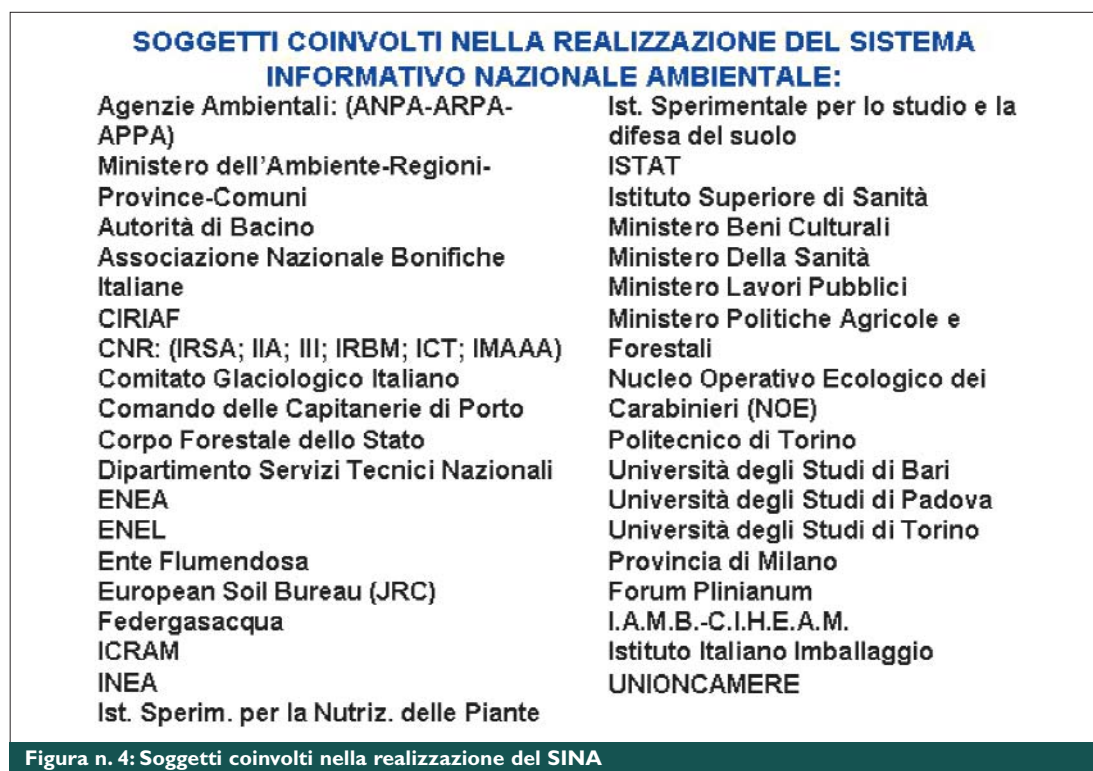 SOGGETTI COINVOLTI NELLA REALIZZAZIONE DEL SISTEMA
INFORMATIVO NAZIONALE AMBIENTALE:
Agenzie Ambientali: (ANPA-ARPA-
APPA)
Ministero dell'Ambiente-Regioni-
Province-Comuni
Autorità di Bacino
Associazione Nazionale Bonifiche
Italiane
CIRIAF
CNR: (IRSA; IIA; III; IRBM; ICT; IMAAA)
Comitato Glaciologico Italiano
Comando delle Capitanerie di Porto
Corpo Forestale dello Stato
Dipartimento Servizi Tecnici Nazionali
ENEA
ENEL
Ente Flumendosa
European Soil Bureau (JRC)
Federgasacqua
ICRAM
INEA
Ist. Sperim. per la Nutriz. delle Piante
Ist. Sperimentale per lo studio e la
difesa del suolo
ISTAT
Istituto Superiore di Sanità
Ministero Beni Culturali
Ministero Della Sanità
Ministero Lavori Pubblici
Ministero Politiche Agricole e
Forestali
Nucleo Operativo Ecologico dei
Carabinieri (NOE)
Politecnico di Torino
Università degli Studi di Bari
Università degli Studi di Padova
Università degli Studi di Torino
Provincia di Milano
Forum Plinianum
I.A.M.B.-C.I.H.E.A.M.
Istituto Italiano Imballaggio
UNIONCAMERE
Figura n. 4: Soggetti coinvolti nella realizzazione del SINA